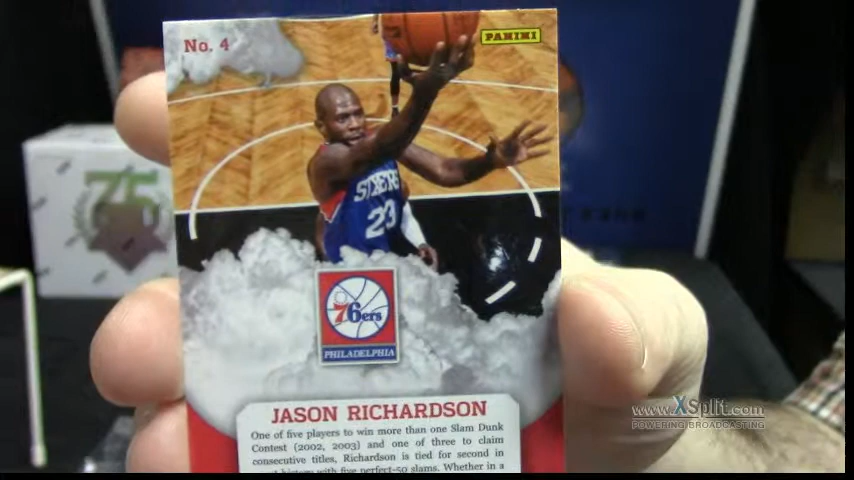 No. 4
PANINI
75
SIXERS
23
76ers
PHILADELPHIA
JASON RICHARDSON
One of five players to win more than one Slam Dunk
Contest (2002, 2003) and one of three to claim
consecutive titles, Richardson is tied for second in
history with five perfect-50 slams. Whether in a
www.XSplit.com
POWERING BROADCASTING